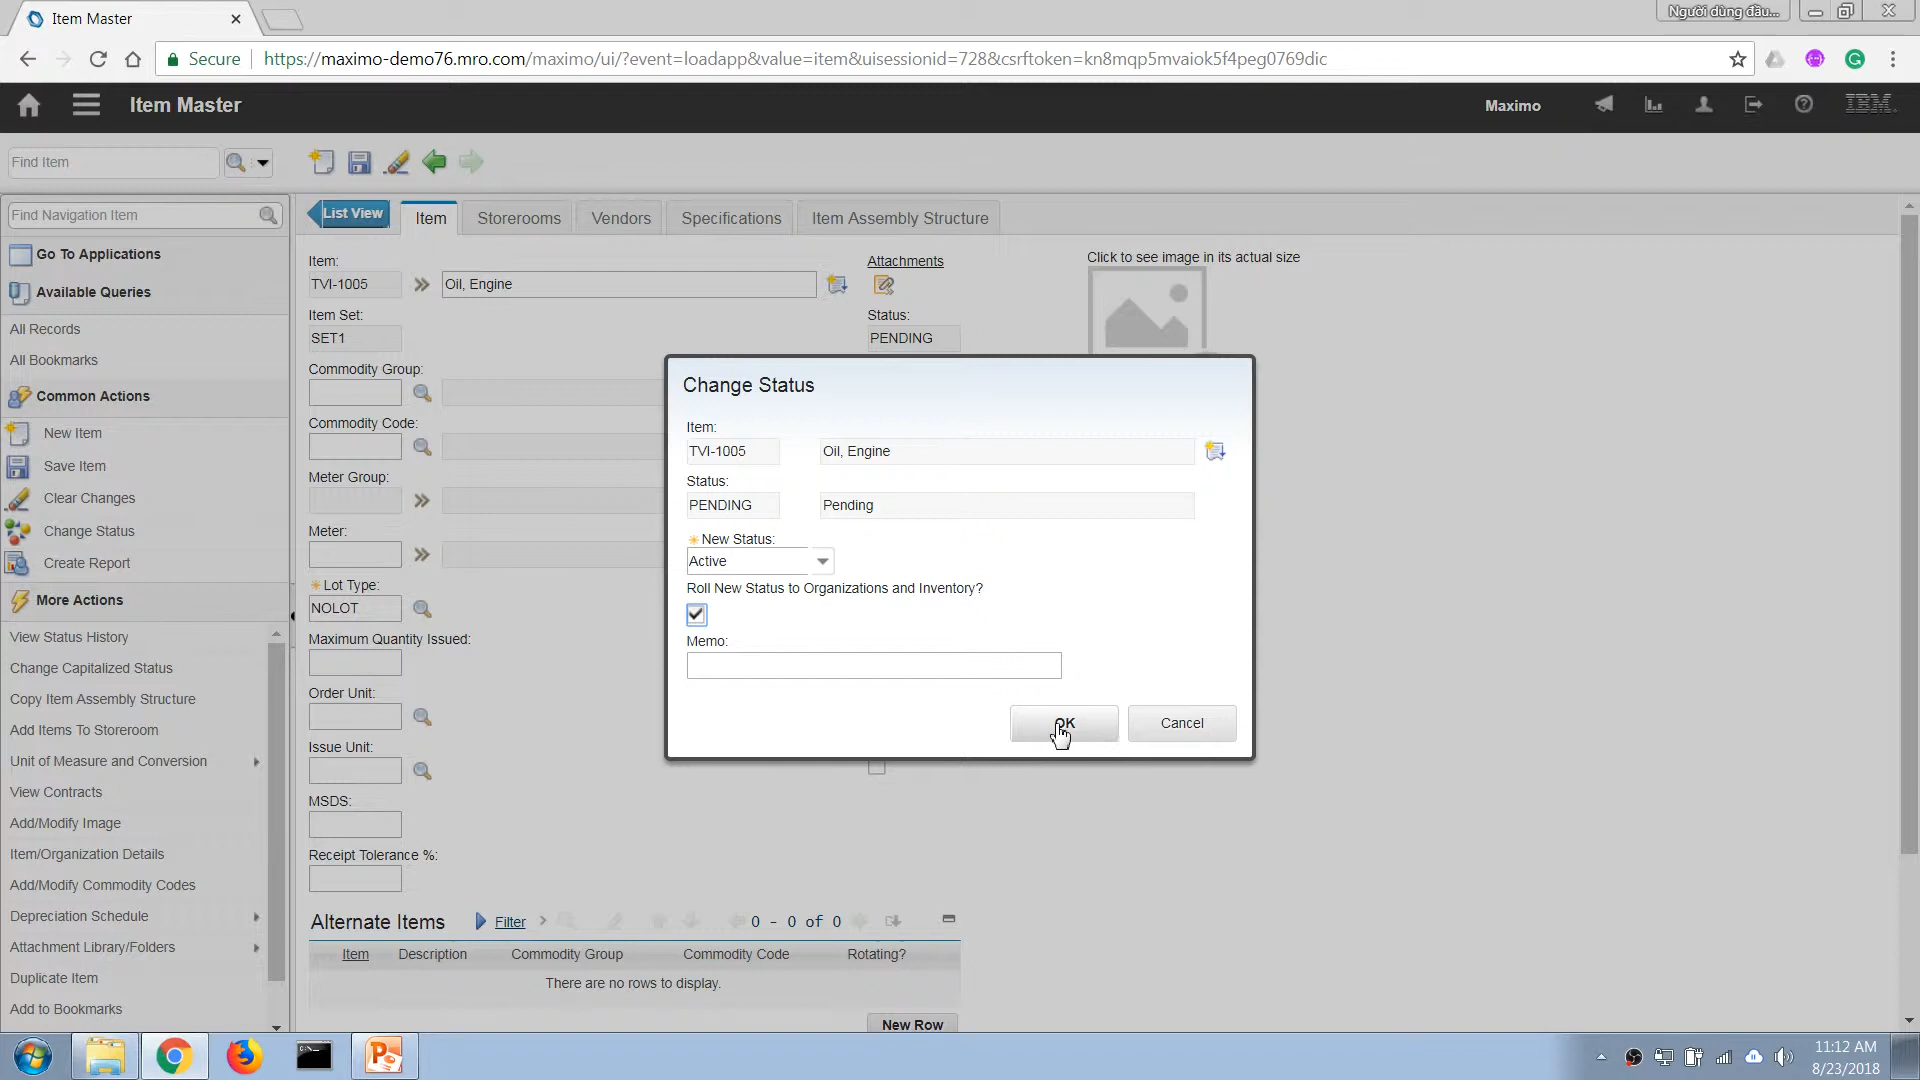 Item Master
Người dùng đầu...
Secure
https://maximo-demo76.mro.com/maximo/ui/?event=loadapp&value=item&uisessionid=728&csrftoken=kn8mqp5mvaiok5f4peg0769dic
Item Master
Maximo
IBM.
Find Item
Find Navigation Item
List View
Item
Storerooms
Vendors
Specifications
Item Assembly Structure
Go To Applications
Available Queries
All Records
All Bookmarks
Common Actions
New Item
Save Item
Clear Changes
Change Status
Create Report
More Actions
View Status History
Change Capitalized Status
Copy Item Assembly Structure
Add Items To Storeroom
Unit of Measure and Conversion
View Contracts
Add/Modify Image
Item/Organization Details
Add/Modify Commodity Codes
Depreciation Schedule
Attachment Library/Folders
Duplicate Item
Add to Bookmarks
Item:
TVI-1005
Oil, Engine
Attachments
Click to see image in its actual size
Item Set:
SET1
Status:
PENDING
Commodity Group:
Commodity Code:
Meter Group:
Meter:
Lot Type:
NOLOT
Maximum Quantity Issued:
Order Unit:
Issue Unit:
MSDS:
Receipt Tolerance %:
Change Status
Item:
TVI-1005
Oil, Engine
Status:
PENDING
Pending
New Status:
Active
Roll New Status to Organizations and Inventory?
Memo:
OK
Cancel
Alternate Items
Filter
0 - 0 of 0
Item
Description
Commodity Group
Commodity Code
Rotating?
There are no rows to display.
New Row
11:12 AM
8/23/2018